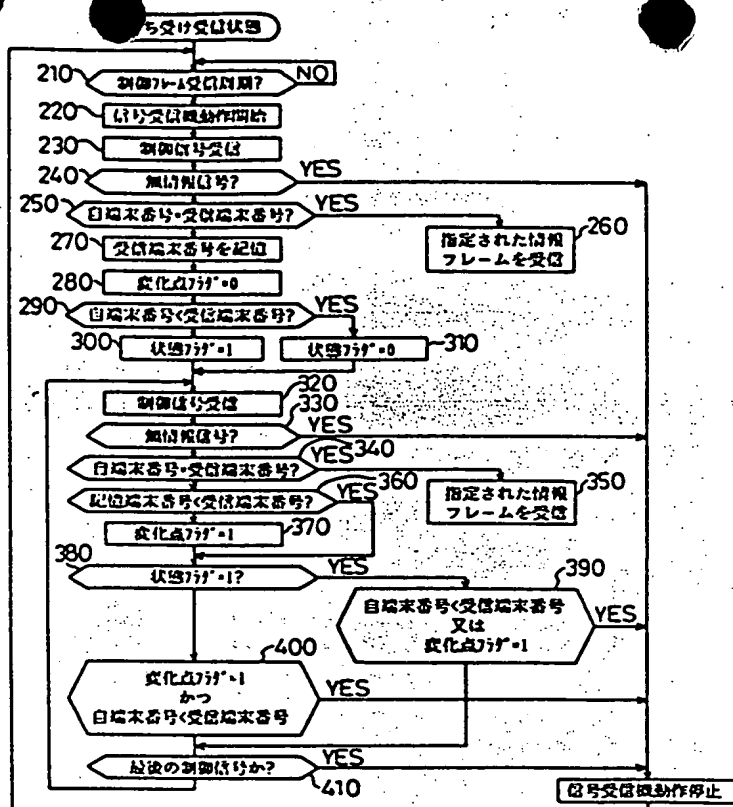 ち受け受信状態
210 制御フレーム受信周期? NO
220 信号受信機動作開始
230 制御信号受信
240 無情報信号? YES
250 自端末番号=受信端末番号? YES
260 指定された情報
フレームを受信
270 受信端末番号を記憶
280 変化点フラグ=0
290 自端末番号<受信端末番号? YES
300 状態フラグ=1
状態フラグ=0 310
320
制御信号受信
330
無情報信号? YES
340
自端末番号=受信端末番号? YES
350 指定された情報
フレームを受信
360
記憶端末番号<受信端末番号? YES
変化点フラグ=1 370
380 状態フラグ=1? YES
390
自端末番号<受信端末番号
又は
変化点フラグ=1
YES
400
変化点フラグ=1
かつ
自端末番号<受信端末番号
YES
最後の制御信号か? YES
410
信号受信機動作停止